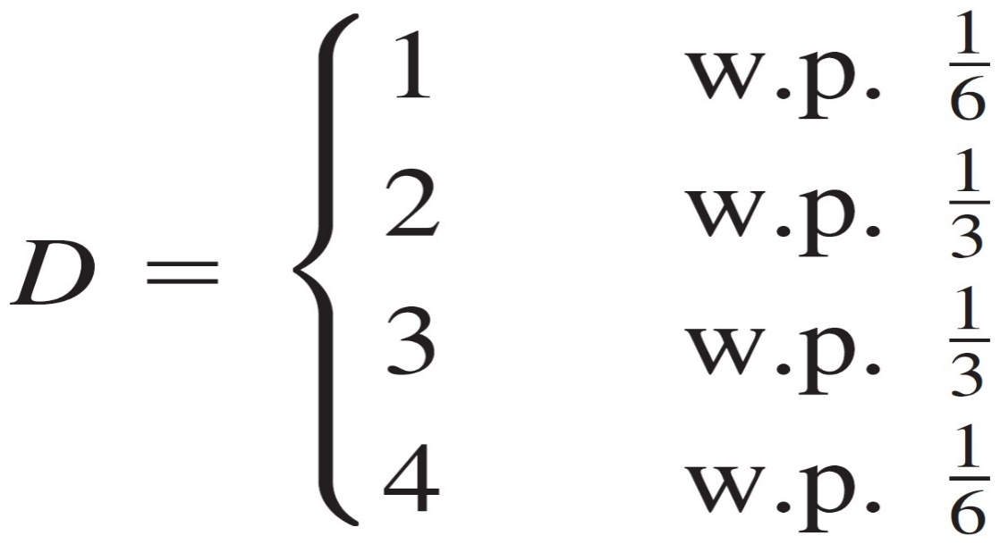 1 w.p. 1/6
2 w.p. 1/3
D = {
3 w.p. 1/3
4 w.p. 1/6